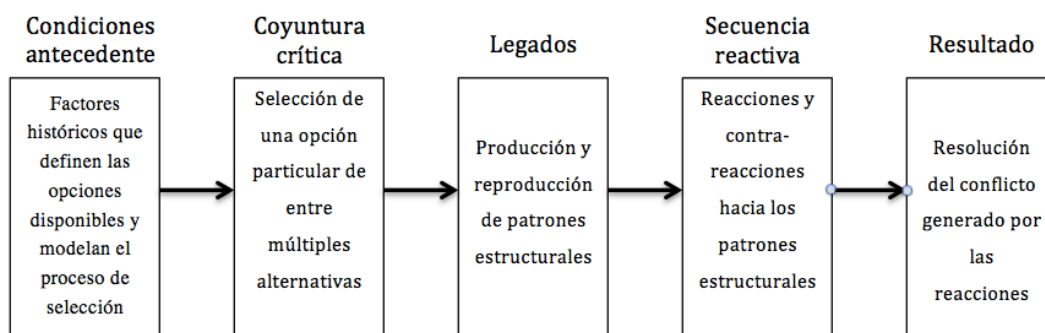 Condiciones
antecedente
Factores
históricos que
definen las
opciones
disponibles y
modelan el
proceso de
selección
Coyuntura
crítica
Selección de
una opción
particular de
entre
múltiples
alternativas
Legados
Producción y
reproducción
de patrones
estructurales
Secuencia
reactiva
Reacciones y
contra-
reacciones
hacia los
patrones
estructurales
Resultado
Resolución
del conflicto
generado por
las
reacciones